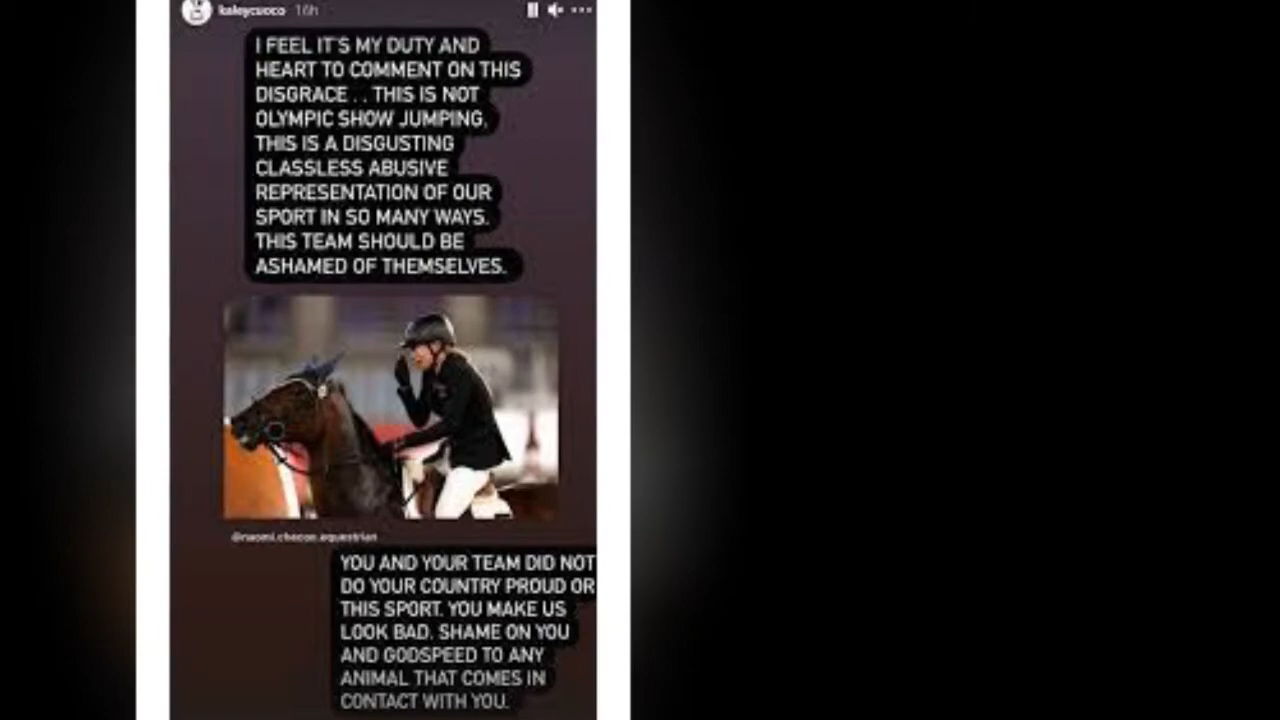 kaleycuoco 16h
I FEEL IT'S MY DUTY AND
HEART TO COMMENT ON THIS
DISGRACE . . THIS IS NOT
OLYMPIC SHOW JUMPING,
THIS IS A DISGUSTING
CLASSLESS ABUSIVE
REPRESENTATION OF OUR
SPORT IN SO MANY WAYS.
THIS TEAM SHOULD BE
ASHAMED OF THEMSELVES.
@naomi.chacon.equestrian
YOU AND YOUR TEAM DID NOT
DO YOUR COUNTRY PROUD OR
THIS SPORT. YOU MAKE US
LOOK BAD. SHAME ON YOU
AND GODSPEED TO ANY
ANIMAL THAT COMES IN
CONTACT WITH YOU.